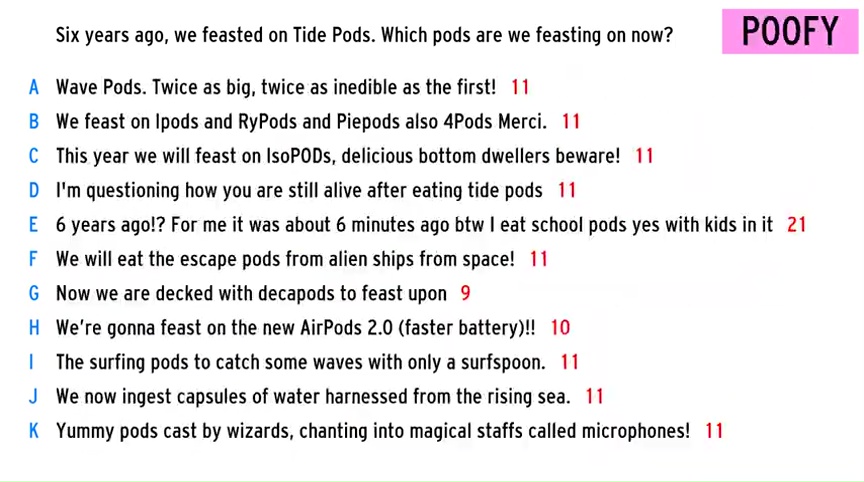 Six years ago, we feasted on Tide Pods. Which pods are we feasting on now?
POOFY
A Wave Pods. Twice as big, twice as inedible as the first! 11
B We feast on Ipods and RyPods and Piepods also 4Pods Merci. 11
C This year we will feast on IsoPODs, delicious bottom dwellers beware! 11
D I'm questioning how you are still alive after eating tide pods 11
E 6 years ago!? For me it was about 6 minutes ago btw I eat school pods yes with kids in it 21
F We will eat the escape pods from alien ships from space! 11
G Now we are decked with decapods to feast upon 9
H We're gonna feast on the new AirPods 2.0 (faster battery)!! 10
I The surfing pods to catch some waves with only a surfspoon. 11
J We now ingest capsules of water harnessed from the rising sea. 11
K Yummy pods cast by wizards, chanting into magical staffs called microphones! 11